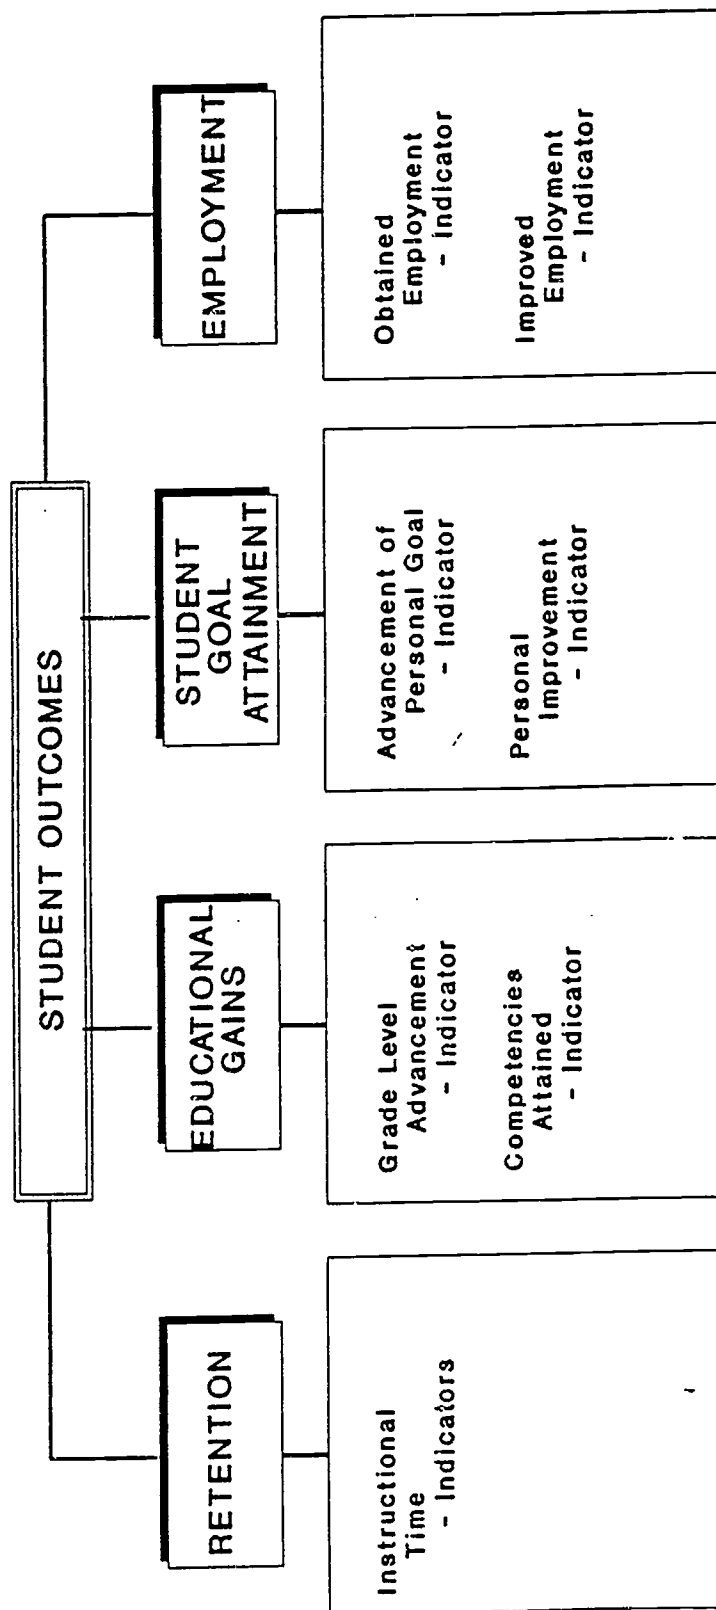 STUDENT OUTCOMES
RETENTION
Instructional
Time
- Indicators
EDUCATIONAL
GAINS
Grade Level
Advancement
- Indicator
Competencies
Attained
- Indicator
STUDENT
GOAL
ATTAINMENT
Advancement of
Personal Goal
- Indicator
Personal
Improvement
- Indicator
EMPLOYMENT
Obtained
Employment
- Indicator
Improved
Employment
- Indicator